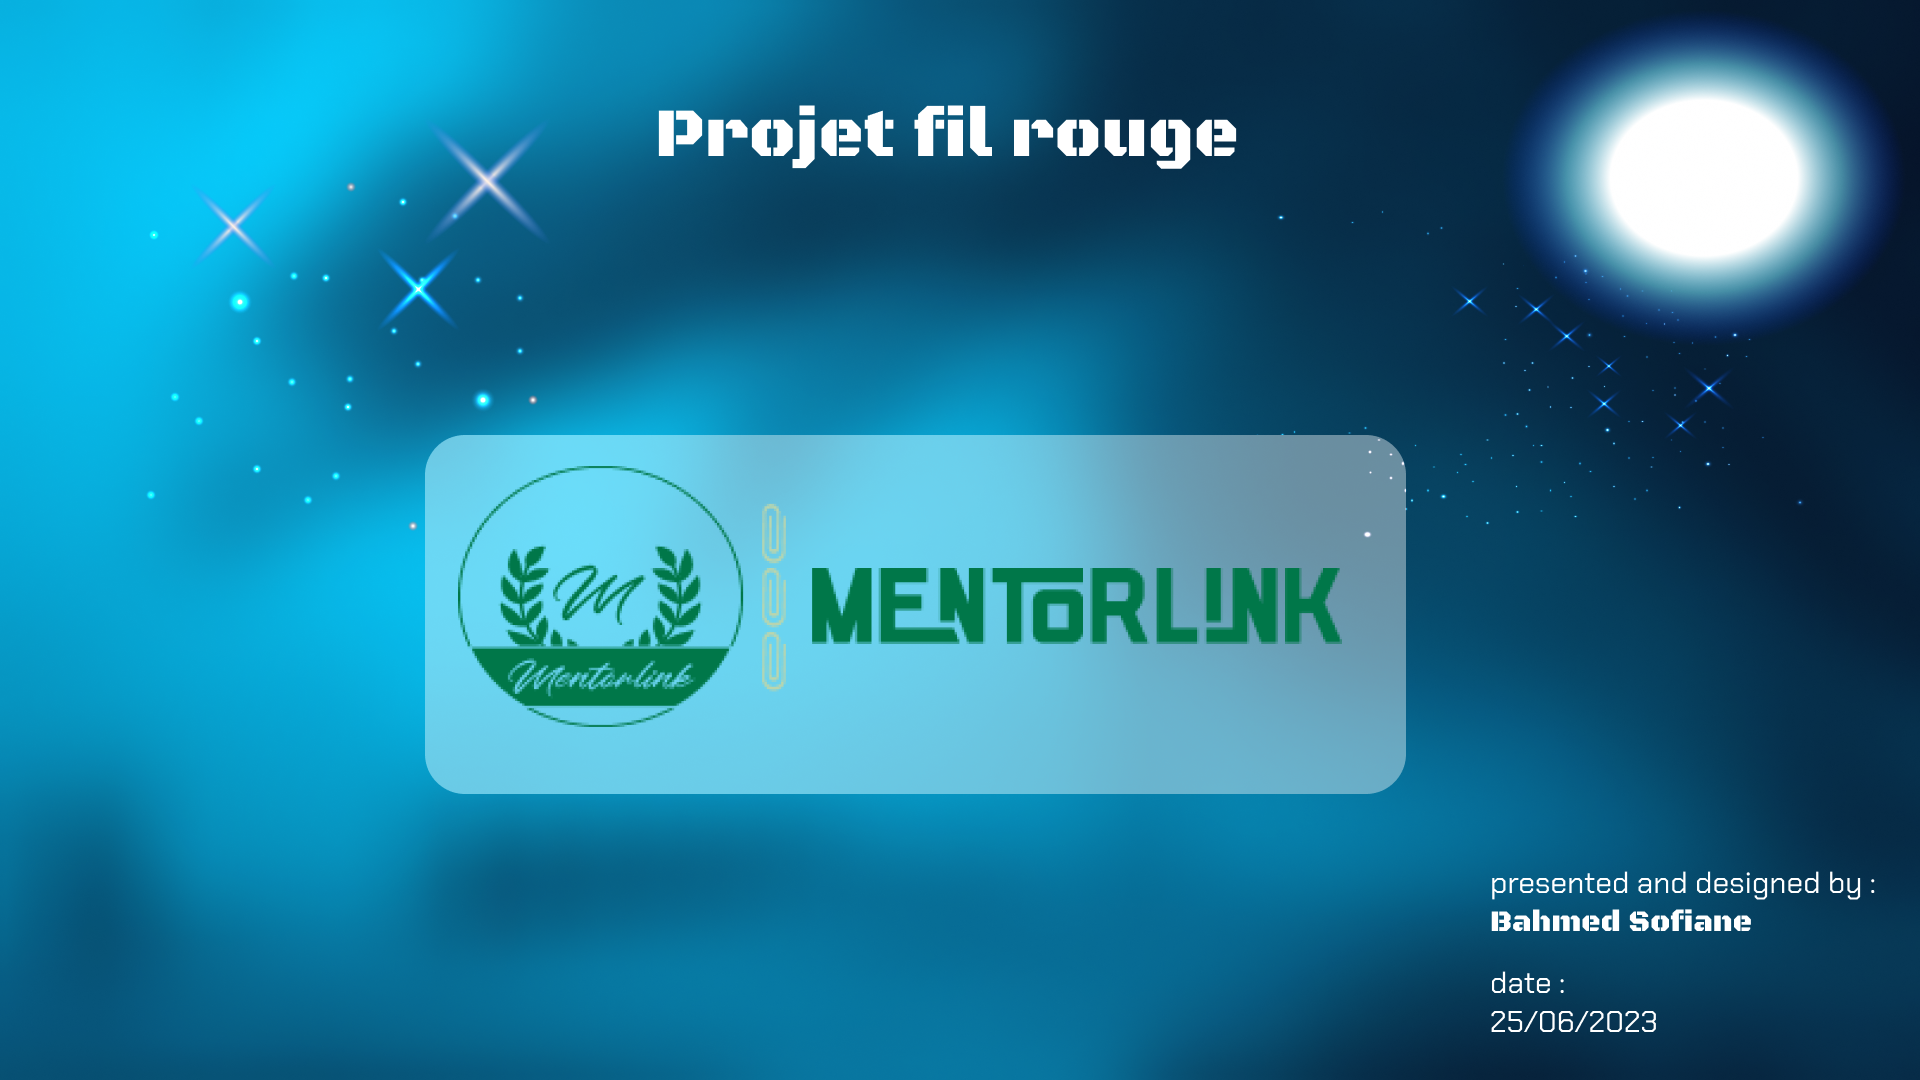 Projet fil rouge
M
Mentorlink
MENTORLINK
presented and designed by :
Bahmed Sofiane
date :
25/06/2023